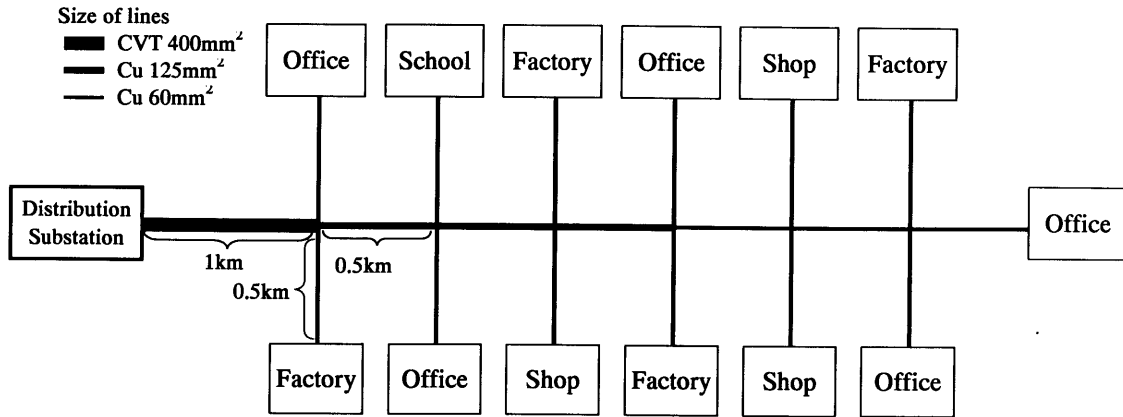 Size of lines
CVT 400mm²
Cu 125mm²
Cu 60mm²
Office School Factory Office Shop Factory
Distribution
Substation
Office
1km 0.5km
0.5km
Factory Office Shop Factory Shop Office